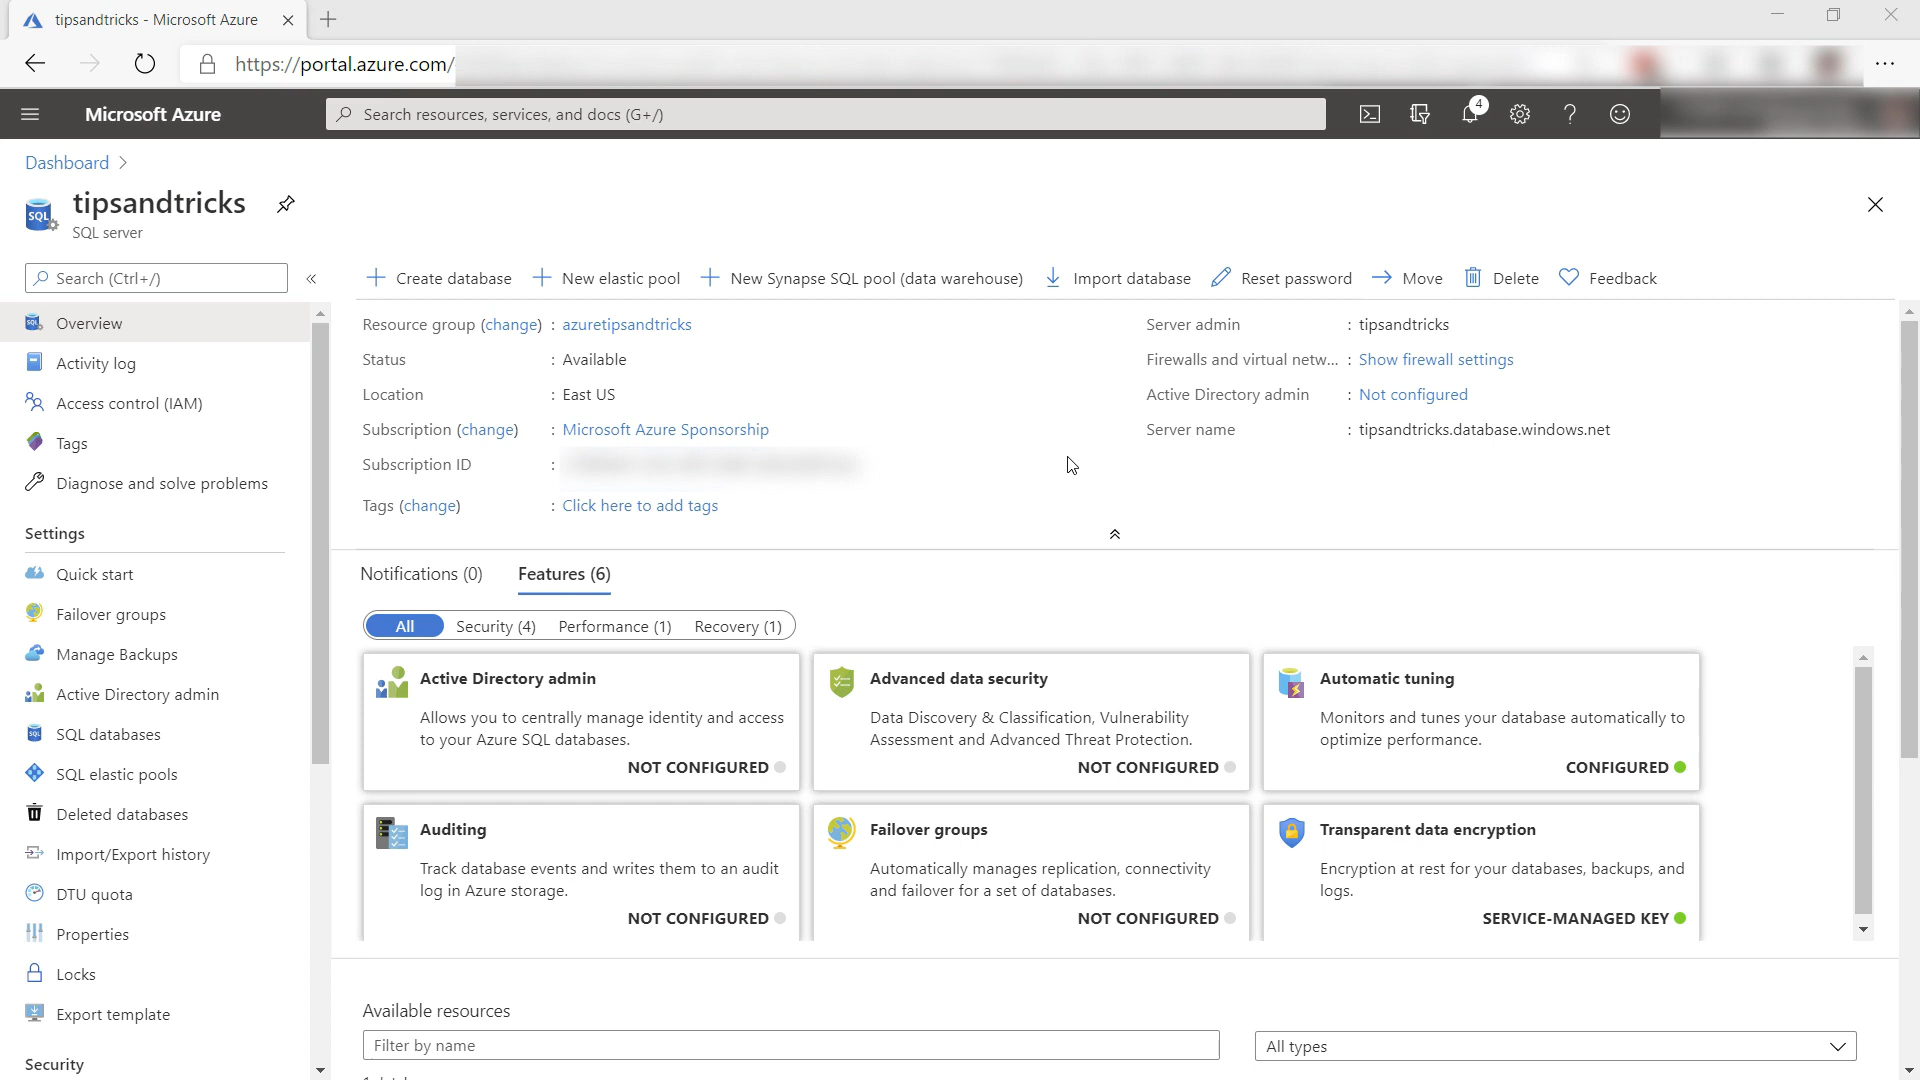 tipsandtricks - Microsoft Azure
https://portal.azure.com/
Microsoft Azure
Search resources, services, and docs (G+/)
4
Dashboard
tipsandtricks
SQL server
Search (Ctrl+/)
Overview
Activity log
Access control (IAM)
Tags
Diagnose and solve problems
Settings
Quick start
Failover groups
Manage Backups
Active Directory admin
SQL databases
SQL elastic pools
Deleted databases
Import/Export history
DTU quota
Properties
Locks
Export template
Security
Create database
New elastic pool
New Synapse SQL pool (data warehouse)
Import database
Reset password
Move
Delete
Feedback
Resource group (change) : azuretipsandtricks
Status : Available
Location : East US
Subscription (change) : Microsoft Azure Sponsorship
Subscription ID :
Tags (change) : Click here to add tags
Server admin : tipsandtricks
Firewalls and virtual netw... : Show firewall settings
Active Directory admin : Not configured
Server name : tipsandtricks.database.windows.net
Notifications (0)
Features (6)
All
Security (4)
Performance (1)
Recovery (1)
Active Directory admin
Allows you to centrally manage identity and access
to your Azure SQL databases.
NOT CONFIGURED
Advanced data security
Data Discovery & Classification, Vulnerability
Assessment and Advanced Threat Protection.
NOT CONFIGURED
Automatic tuning
Monitors and tunes your database automatically to
optimize performance.
CONFIGURED
Auditing
Track database events and writes them to an audit
log in Azure storage.
NOT CONFIGURED
Failover groups
Automatically manages replication, connectivity
and failover for a set of databases.
NOT CONFIGURED
Transparent data encryption
Encryption at rest for your databases, backups, and
logs.
SERVICE-MANAGED KEY
Available resources
Filter by name
All types